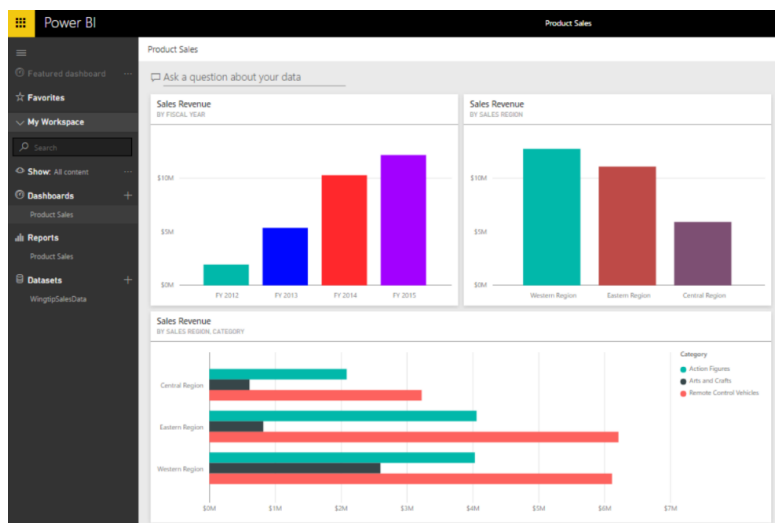 Power BI
Product Sales
Product Sales
Featured dashboard
Ask a question about your data
Favorites
My Workspace
Search
Show: All content
Dashboards
Product Sales
Reports
Product Sales
Datasets
WingtipSalesData
Sales Revenue
BY FISCAL YEAR
$10M
$5M
$0M
FY 2012 FY 2013 FY 2014 FY 2015
Sales Revenue
BY SALES REGION
$10M
$5M
$0M
Western Region Eastern Region Central Region
Sales Revenue
BY SALES REGION, CATEGORY
Category
Action Figures
Arts and Crafts
Remote Control Vehicles
Central Region
Eastern Region
Western Region
$0M $1M $2M $3M $4M $5M $6M $7M